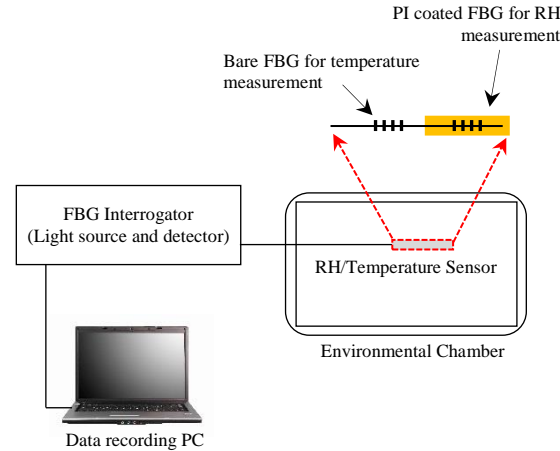 PI coated FBG for RH
measurement
Bare FBG for temperature
measurement
FBG Interrogator
(Light source and detector)
RH/Temperature Sensor
Environmental Chamber
Data recording PC